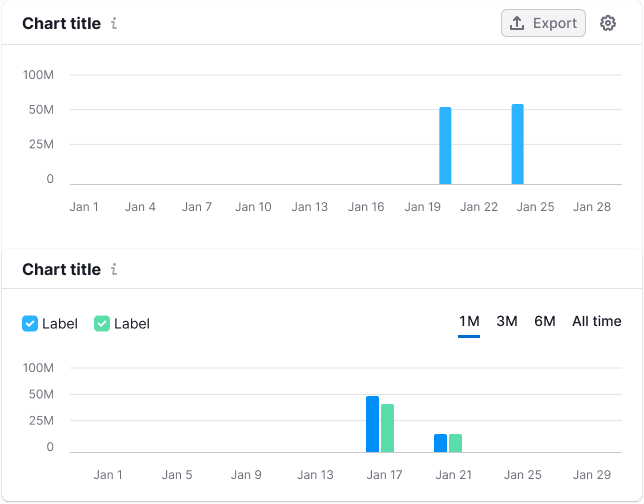 Chart title i Export
100M
50M
25M
0
Jan 1 Jan 4 Jan 7 Jan 10 Jan 13 Jan 16 Jan 19 Jan 22 Jan 25 Jan 28
Chart title i
Label Label 1M 3M 6M All time
100M
50M
25M
0
Jan 1 Jan 5 Jan 9 Jan 13 Jan 17 Jan 21 Jan 25 Jan 29